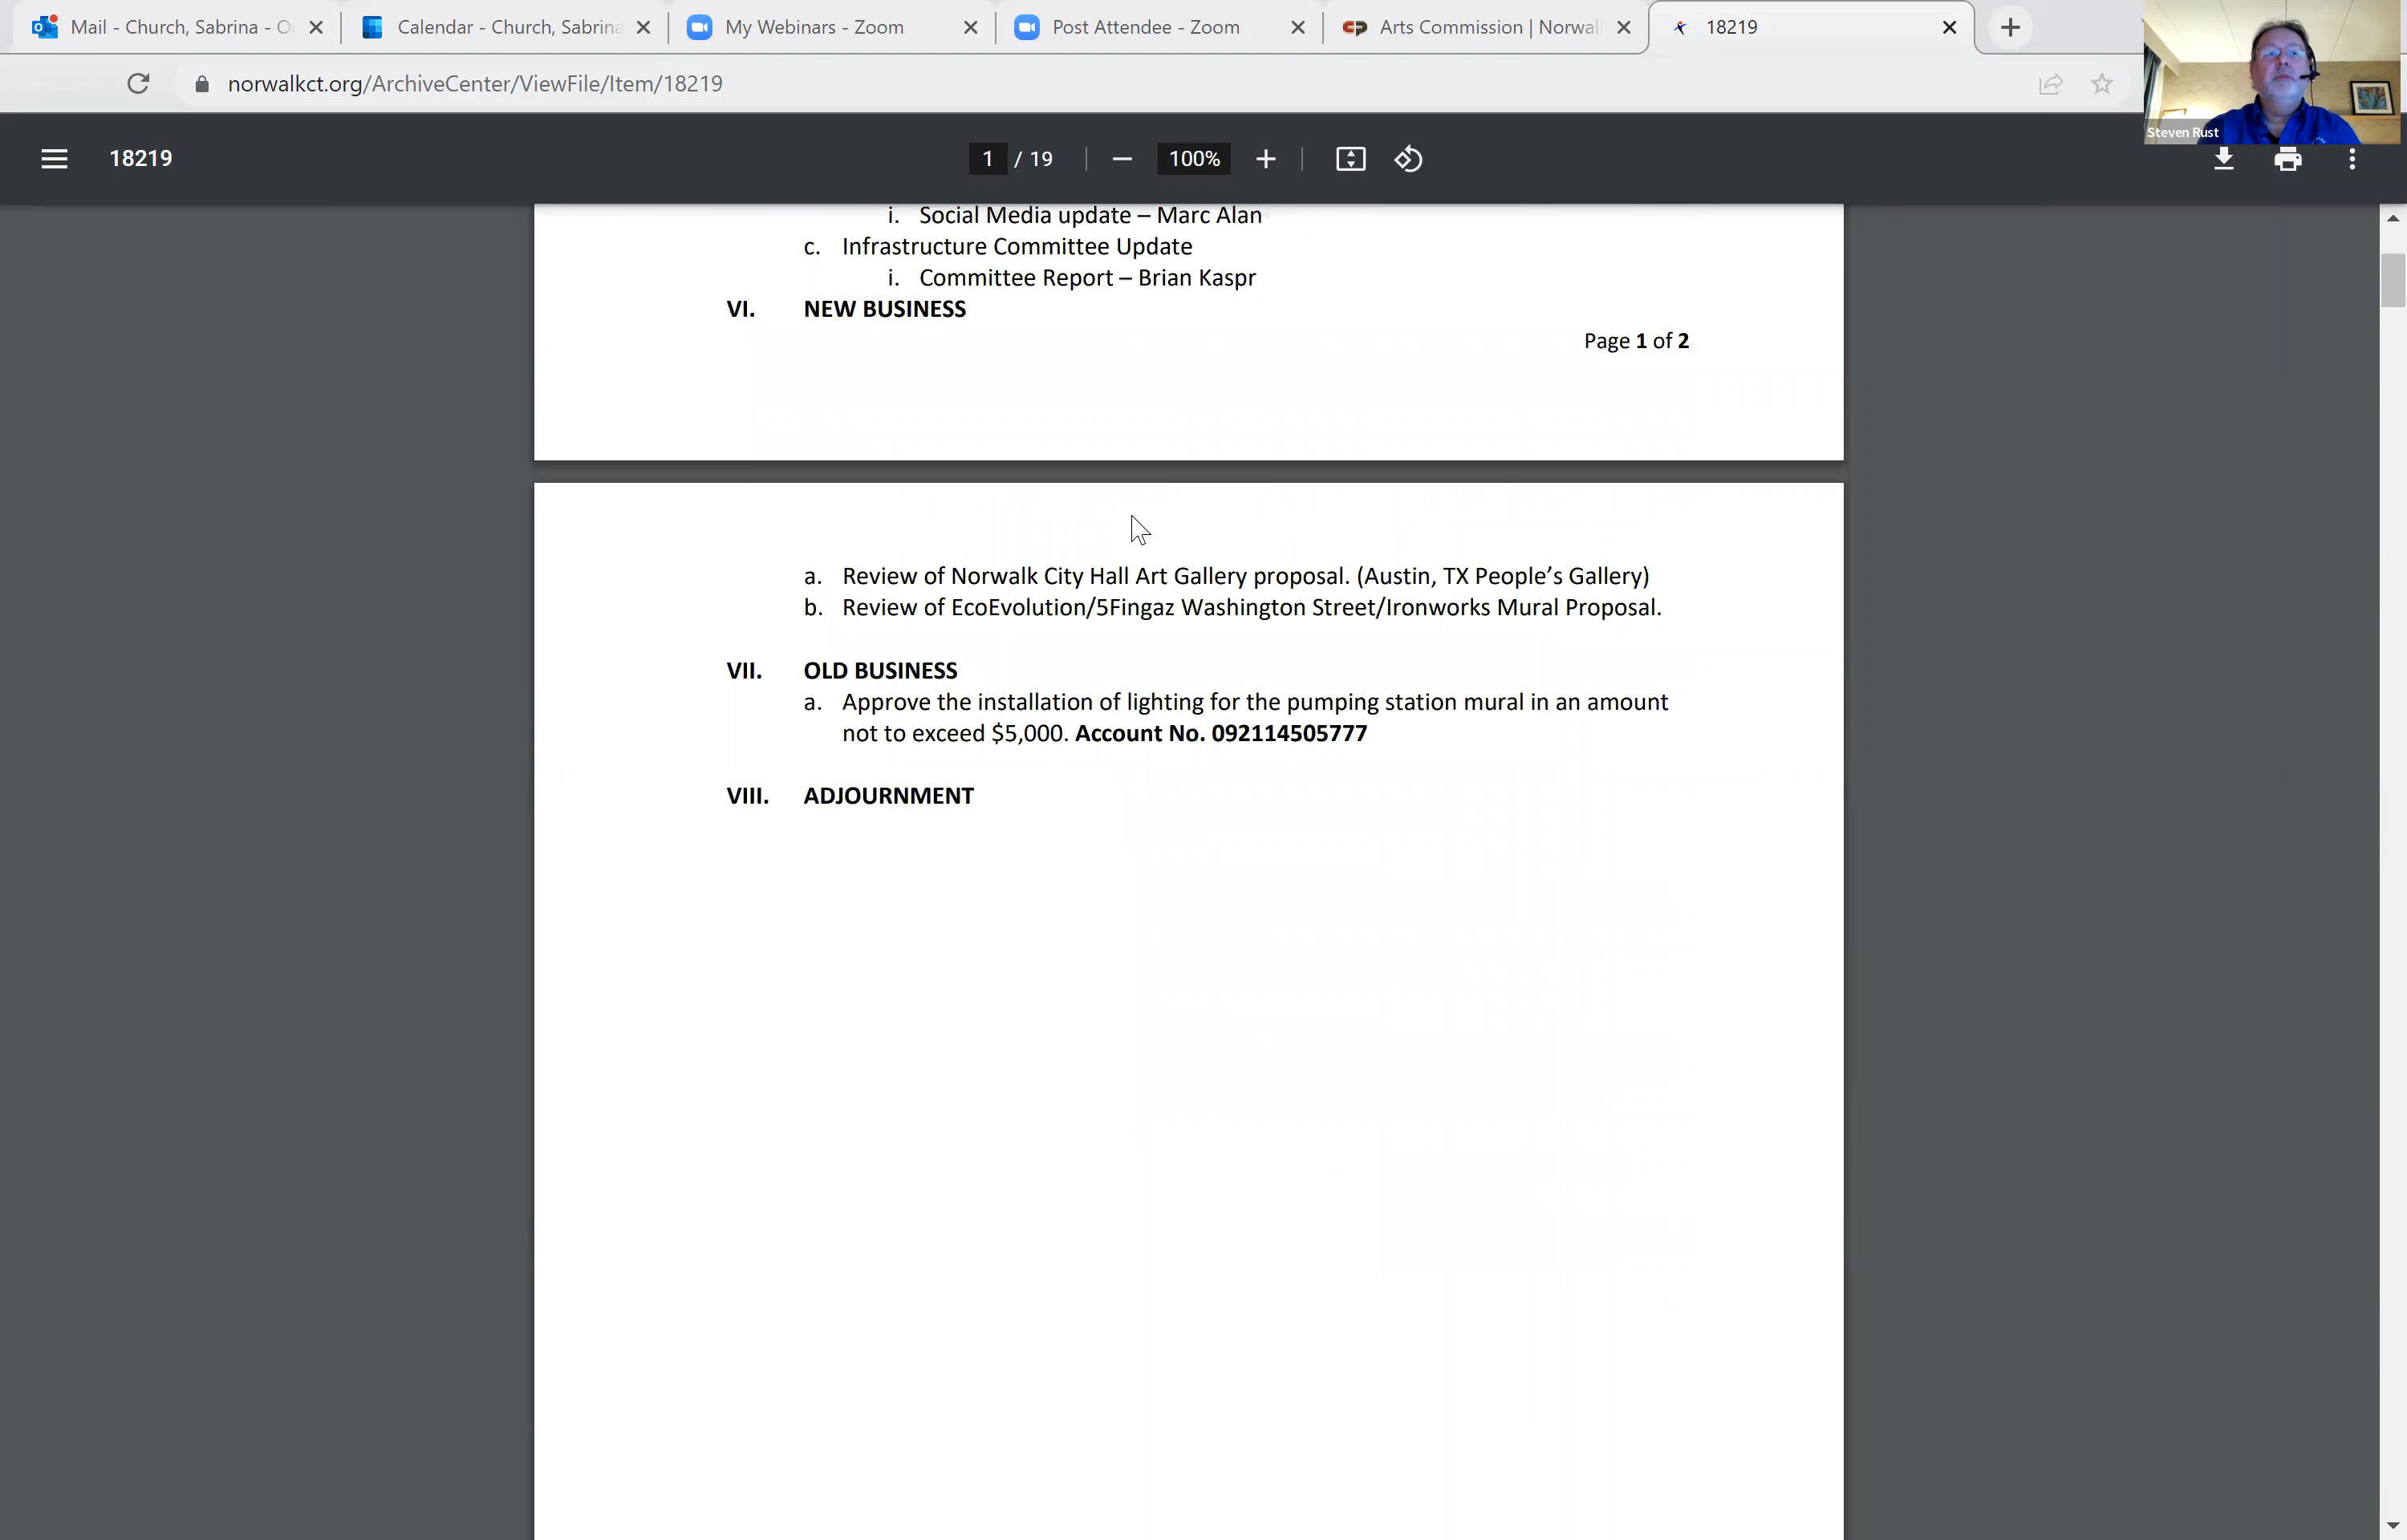 Mail - Church, Sabrina - O
Calendar - Church, Sabrina
My Webinars - Zoom
Post Attendee - Zoom
Arts Commission | Norwal
18219
norwalkct.org/ArchiveCenter/ViewFile/Item/18219
Steven Rust
18219
1 / 19
100%
i. Social Media update – Marc Alan
c. Infrastructure Committee Update
i. Committee Report – Brian Kaspr
VI. NEW BUSINESS
Page 1 of 2
a. Review of Norwalk City Hall Art Gallery proposal. (Austin, TX People’s Gallery)
b. Review of EcoEvolution/5Fingaz Washington Street/Ironworks Mural Proposal.
VII. OLD BUSINESS
a. Approve the installation of lighting for the pumping station mural in an amount
not to exceed $5,000. Account No. 092114505777
VIII. ADJOURNMENT